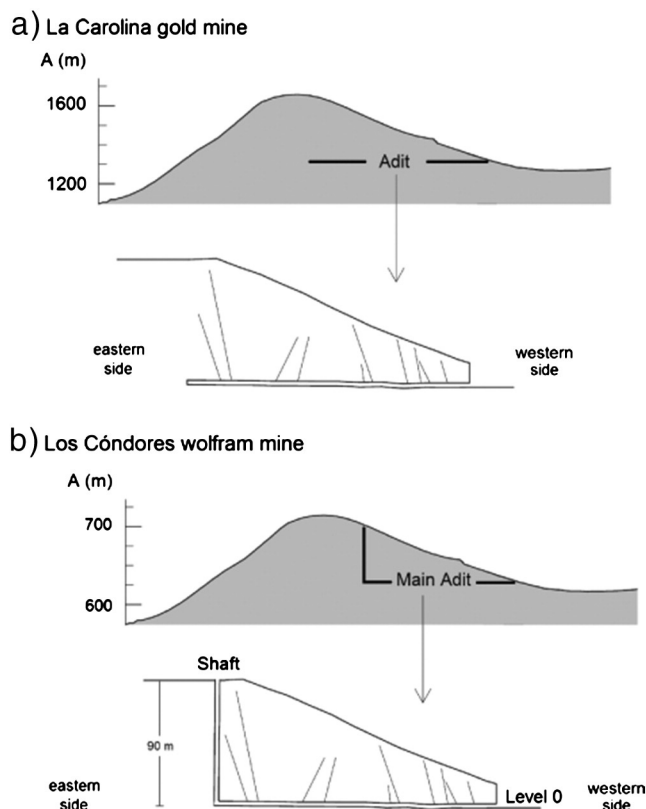 a) La Carolina gold mine
A (m)
1600
1200
Adit
eastern
side
western
side
b) Los Cóndores wolfram mine
A (m)
700
600
Main Adit
Shaft
90 m
eastern
side
Level 0
western
side